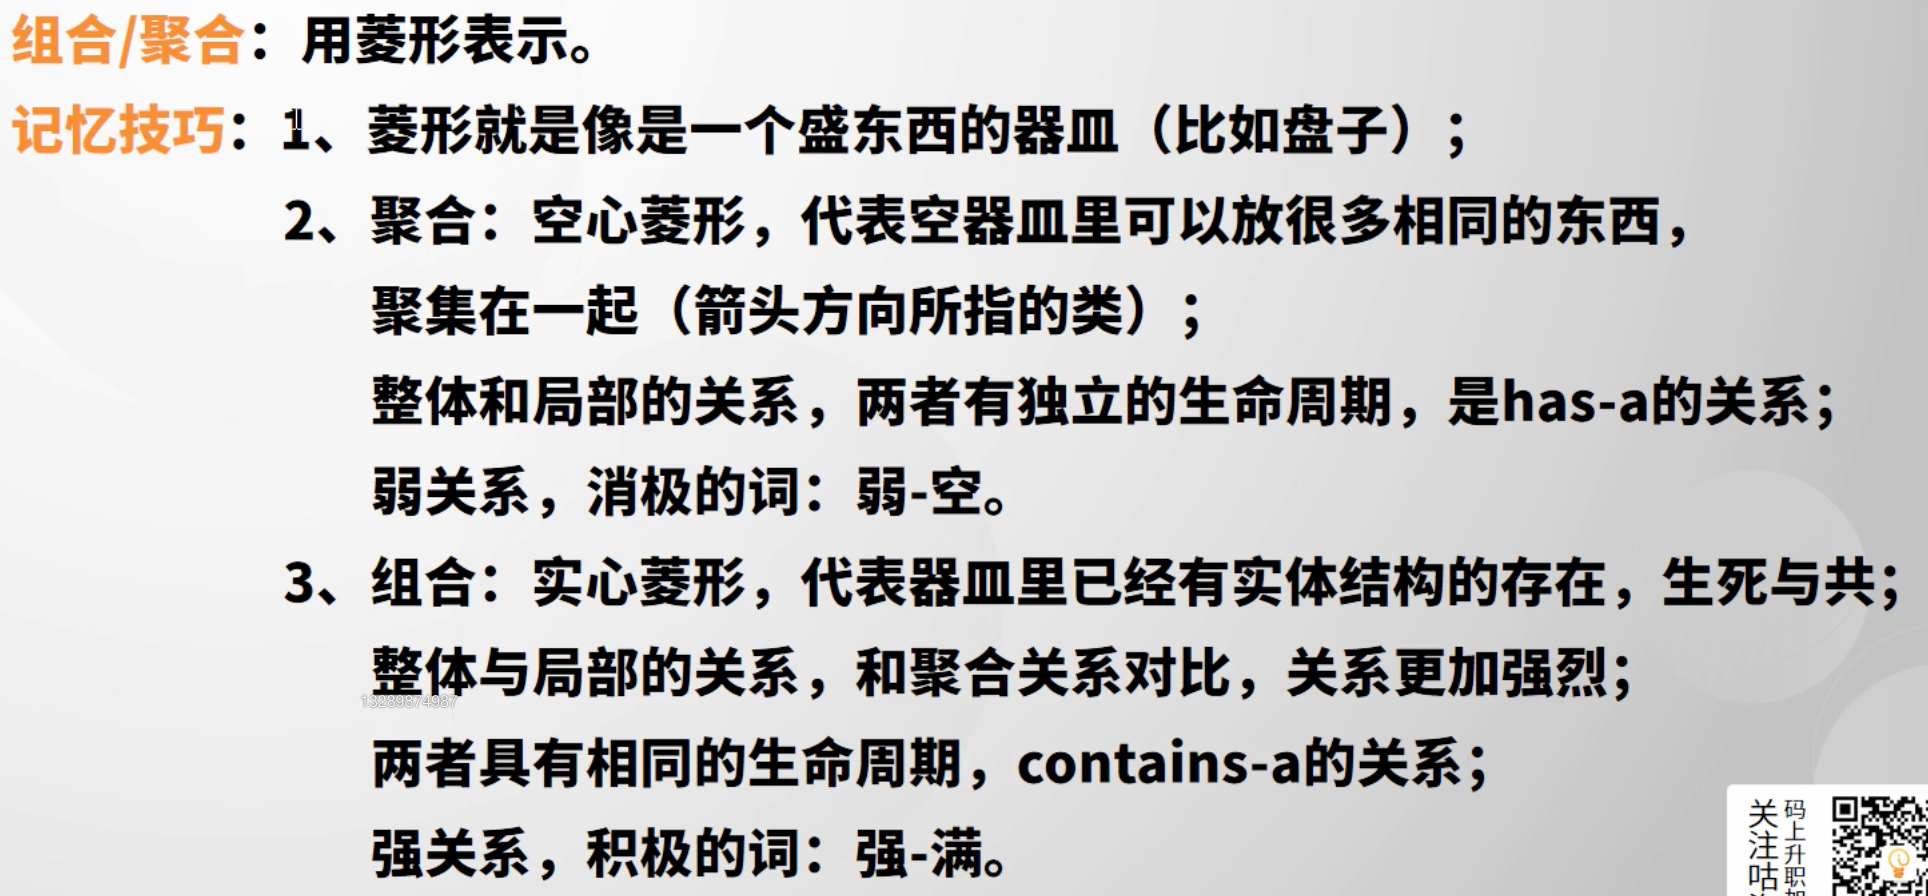 组合/聚合：用菱形表示。
记忆技巧：1、菱形就是像是一个盛东西的器皿（比如盘子）；
2、聚合：空心菱形，代表空器皿里可以放很多相同的东西，
聚集在一起（箭头方向所指的类）；
整体和局部的关系，两者有独立的生命周期，是has-a的关系；
弱关系，消极的词：弱-空。
3、组合：实心菱形，代表器皿里已经有实体结构的存在，生死与共；
整体与局部的关系，和聚合关系对比，关系更加强烈；
13289874987
两者具有相同的生命周期，contains-a的关系；
强关系，积极的词：强-满。
关注咕
码上升职